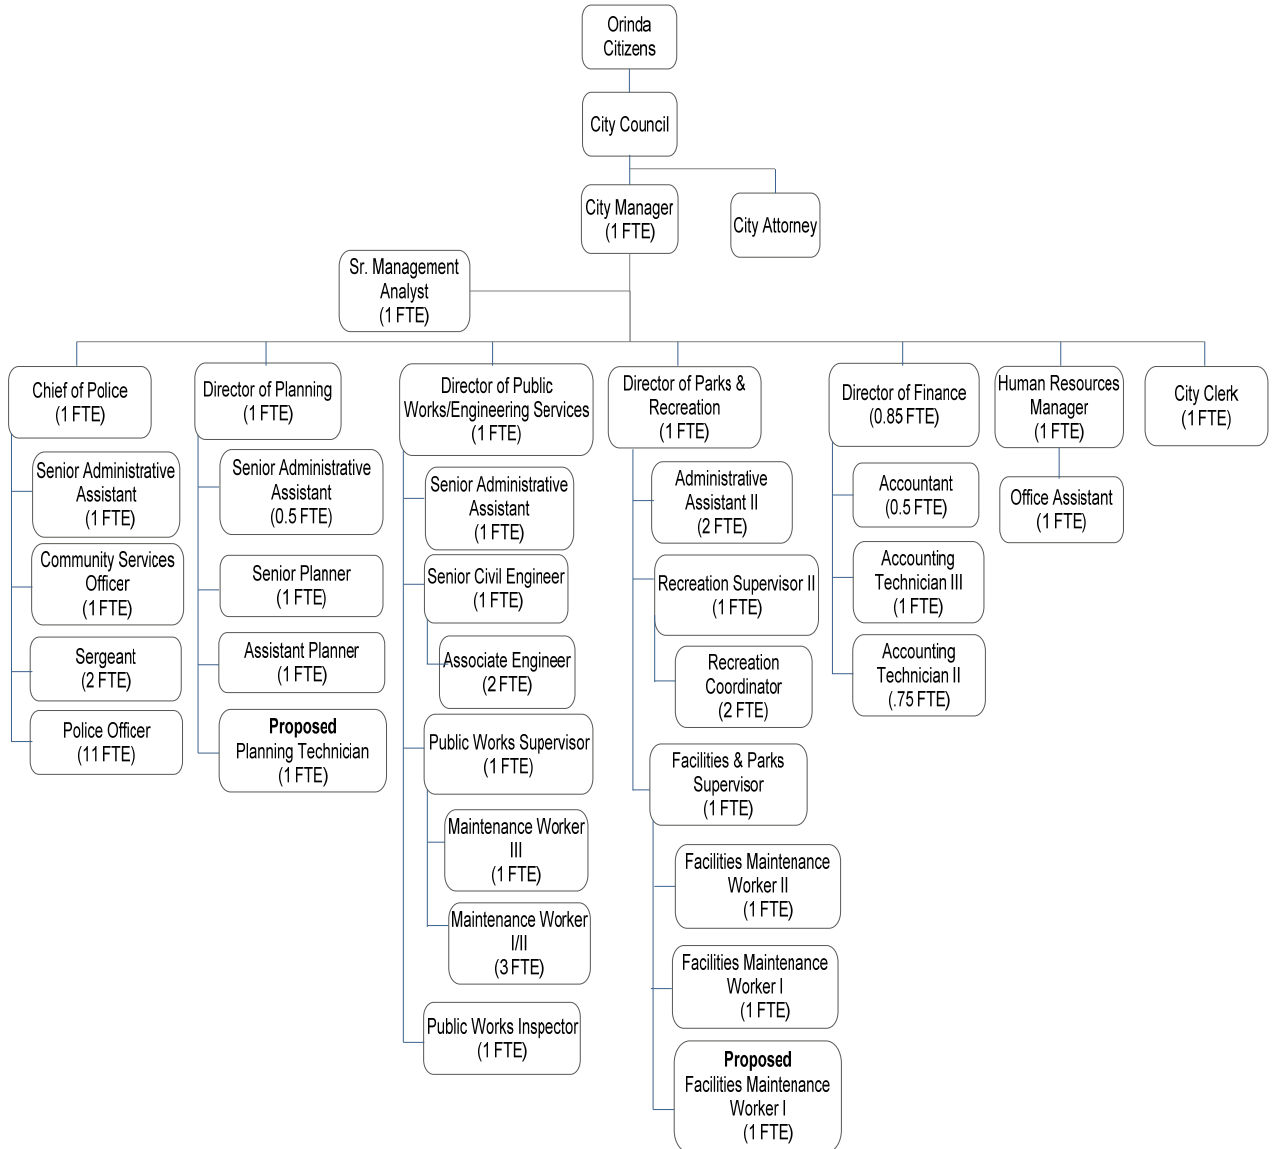 Orinda
Citizens
City Council
City Manager
(1 FTE)
City Attorney
Sr. Management
Analyst
(1 FTE)
Chief of Police
(1 FTE)
Senior Administrative
Assistant
(1 FTE)
Community Services
Officer
(1 FTE)
Sergeant
(2 FTE)
Police Officer
(11 FTE)
Director of Planning
(1 FTE)
Senior Administrative
Assistant
(0.5 FTE)
Senior Planner
(1 FTE)
Assistant Planner
(1 FTE)
Proposed
Planning Technician
(1 FTE)
Director of Public
Works/Engineering Services
(1 FTE)
Senior Administrative
Assistant
(1 FTE)
Senior Civil Engineer
(1 FTE)
Associate Engineer
(2 FTE)
Public Works Supervisor
(1 FTE)
Maintenance Worker
III
(1 FTE)
Maintenance Worker
I/II
(3 FTE)
Public Works Inspector
(1 FTE)
Director of Parks &
Recreation
(1 FTE)
Administrative
Assistant II
(2 FTE)
Recreation Supervisor II
(1 FTE)
Recreation
Coordinator
(2 FTE)
Facilities & Parks
Supervisor
(1 FTE)
Facilities Maintenance
Worker II
(1 FTE)
Facilities Maintenance
Worker I
(1 FTE)
Proposed
Facilities Maintenance
Worker I
(1 FTE)
Director of Finance
(0.85 FTE)
Accountant
(0.5 FTE)
Accounting
Technician III
(1 FTE)
Accounting
Technician II
(.75 FTE)
Human Resources
Manager
(1 FTE)
Office Assistant
(1 FTE)
City Clerk
(1 FTE)